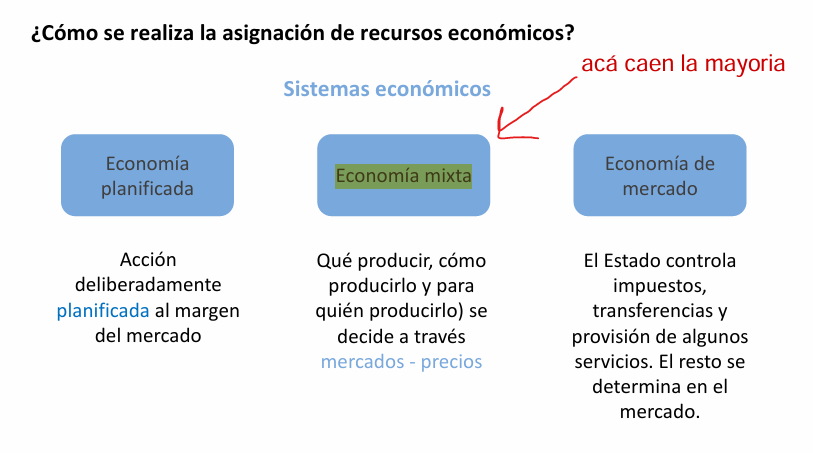 ¿Cómo se realiza la asignación de recursos económicos?
acá caen la mayoria
Sistemas económicos
Economía
planificada
Acción
deliberadamente
planificada al margen
del mercado
Economía mixta
Qué producir, cómo
producirlo y para
quién producirlo) se
decide a través
mercados - precios
Economía de
mercado
El Estado controla
impuestos,
transferencias y
provisión de algunos
servicios. El resto se
determina en el
mercado.